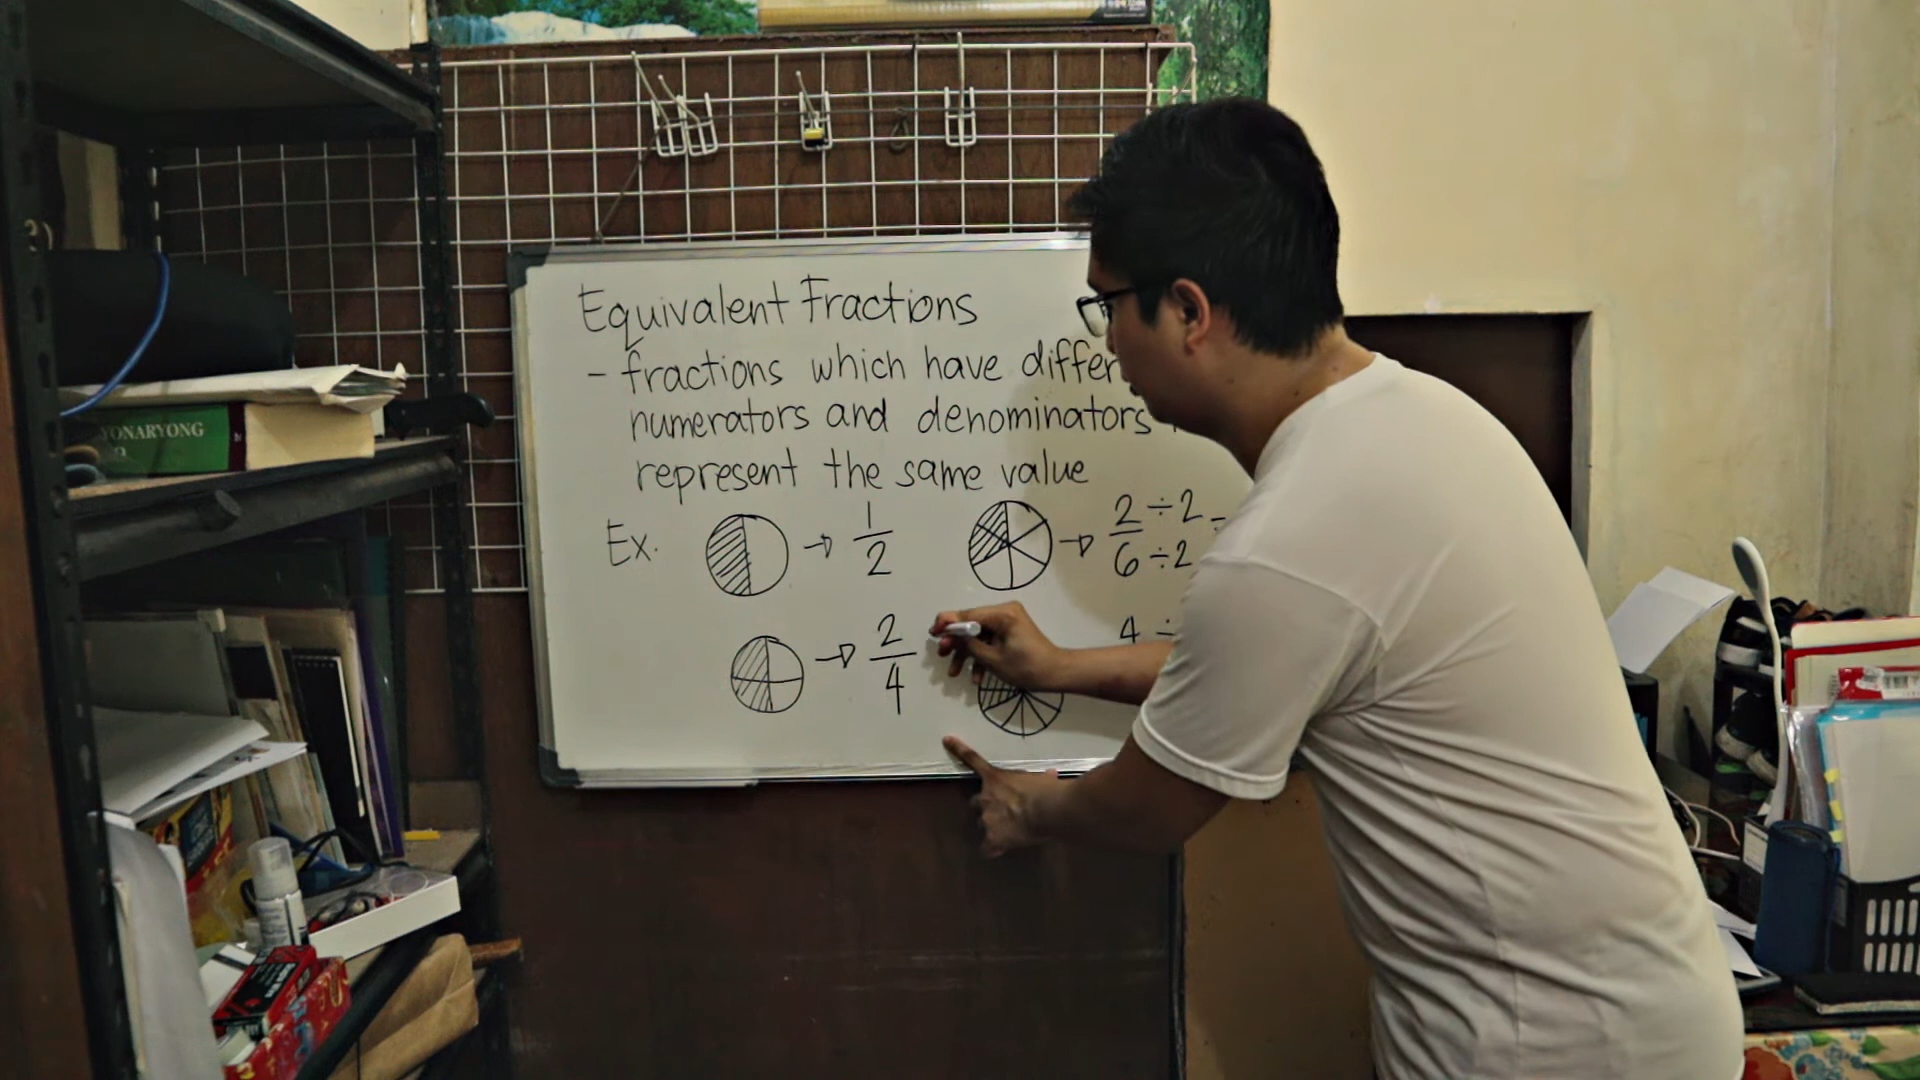 Equivalent Fractions
- fractions which have differ
numerators and denominators
represent the same value
Ex. → 1/2 → 2 ÷ 2 / 6 ÷ 2
→ 2/4 4 ÷
YONARYONG